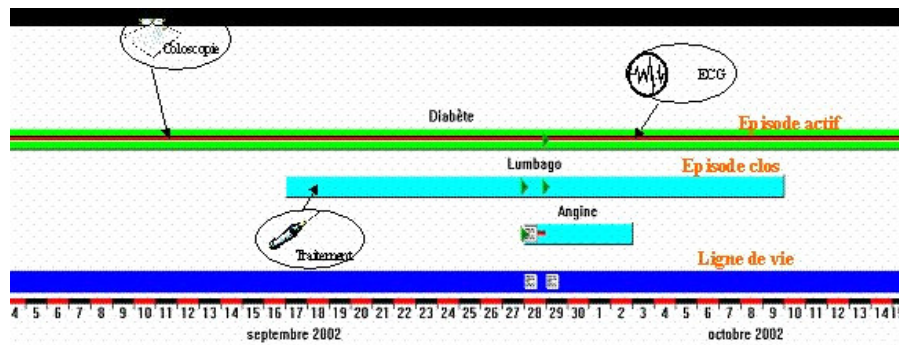 Coloscopie
ECG
Diabète
Episode actif
Lumbago
Episode clos
Angine
Traitement
Ligne de vie
4 5 6 7 8 9 10 11 12 13 14 15 16 17 18 19 20 21 22 23 24 25 26 27 28 29 30 1 2 3 4 5 6 7 8 9 10 11 12 13 14
septembre 2002 octobre 2002